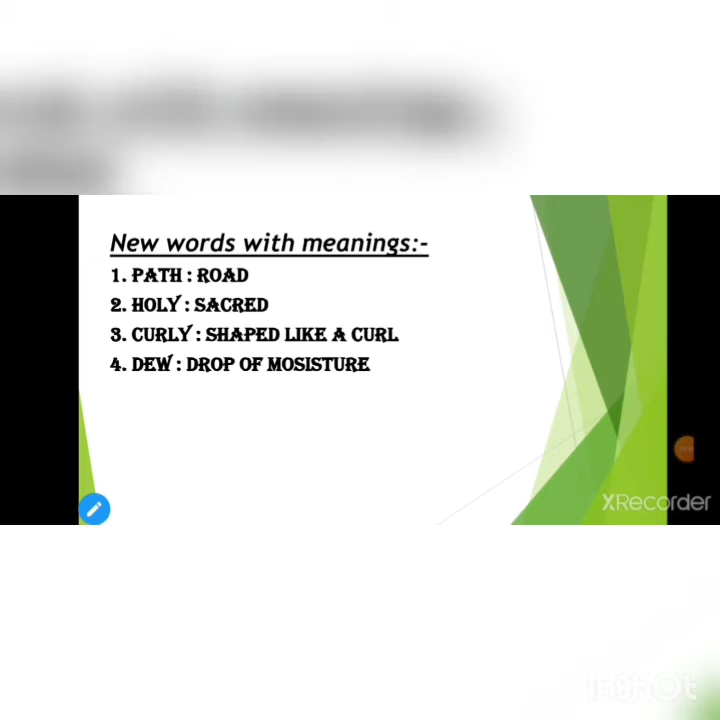 New words with meanings:-
1. PATH : ROAD
2. HOLY : SACRED
3. CURLY : SHAPED LIKE A CURL
4. DEW : DROP OF MOSISTURE
XRecorder
InShOt